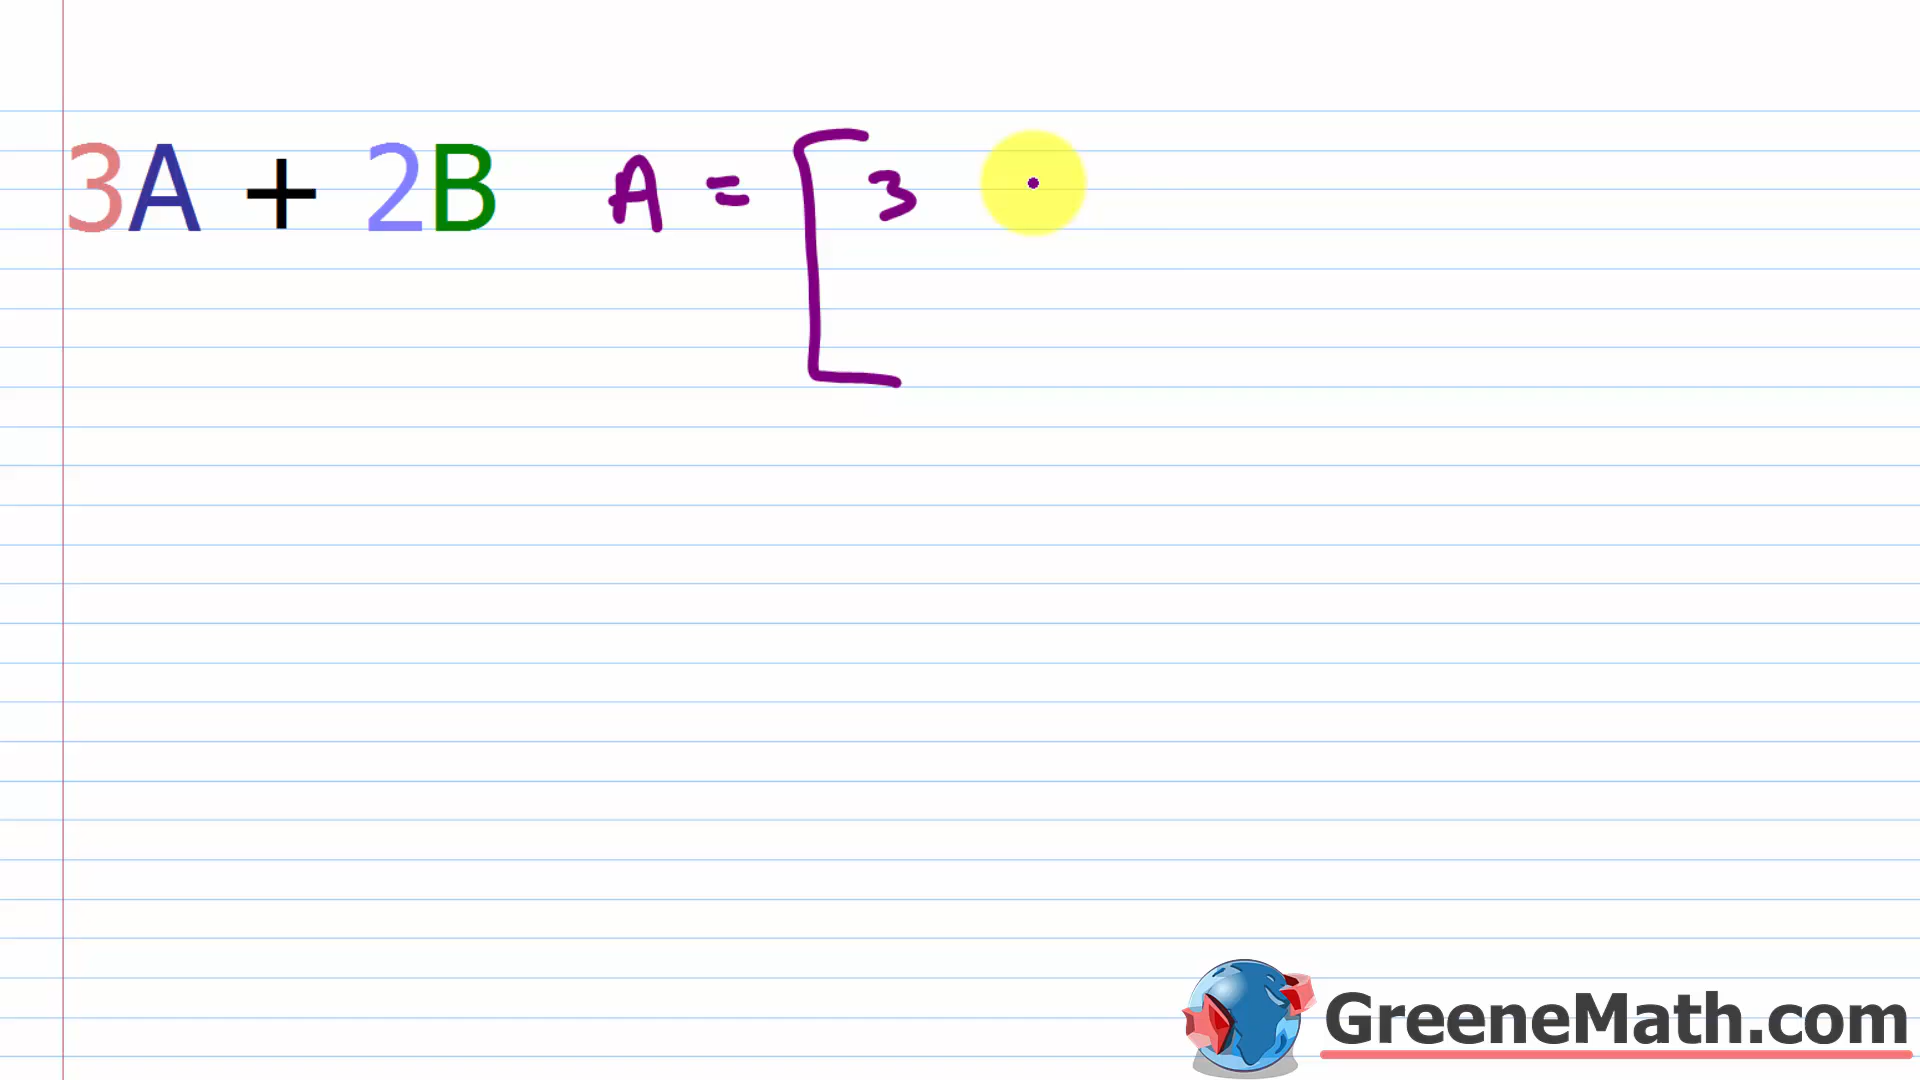 3A + 2B A = [ 3
GreeneMath.com